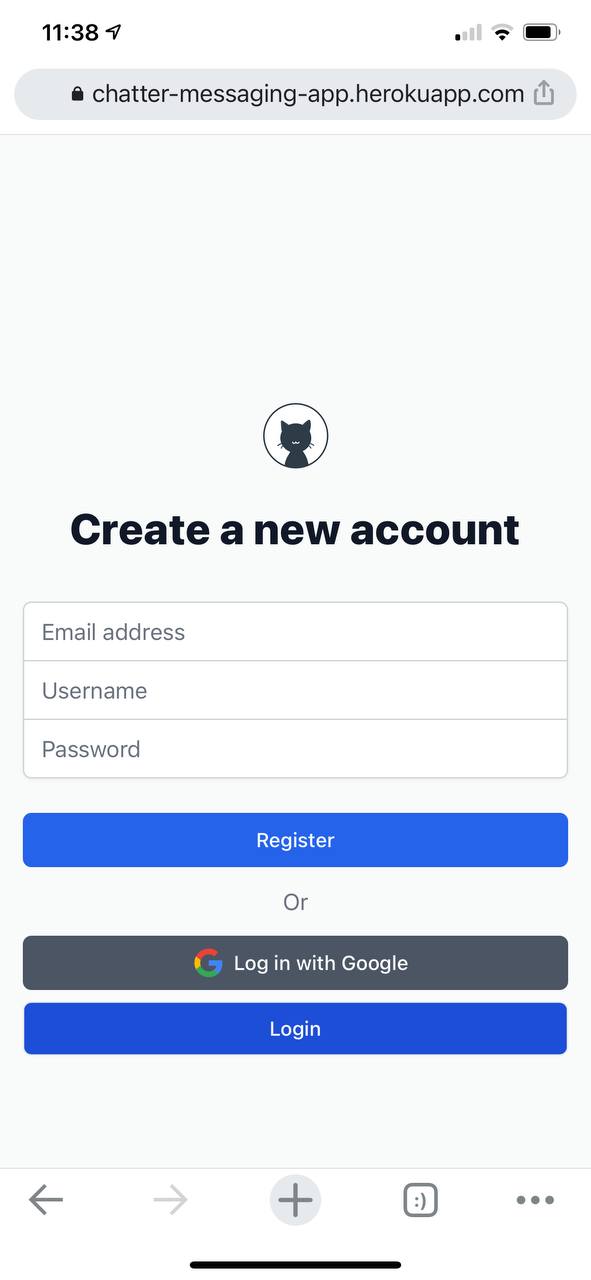 11:38
chatter-messaging-app.herokuapp.com
Create a new account
Email address
Username
Password
Register
Or
Log in with Google
Login
:)